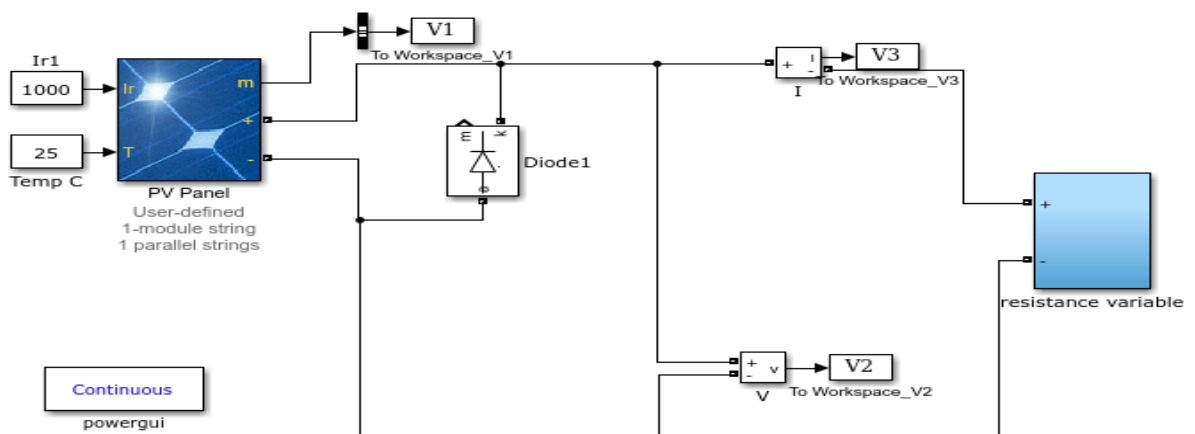 V1
To Workspace_V1
Ir1
1000
Ir
m
+
T
-
25
Temp C
PV Panel
User-defined
1-module string
1 parallel strings
m
k
a
Diode1
+
i
-
I
V3
To Workspace_V3
+
-
resistance variable
+
-
v
V
V2
To Workspace_V2
Continuous
powergui